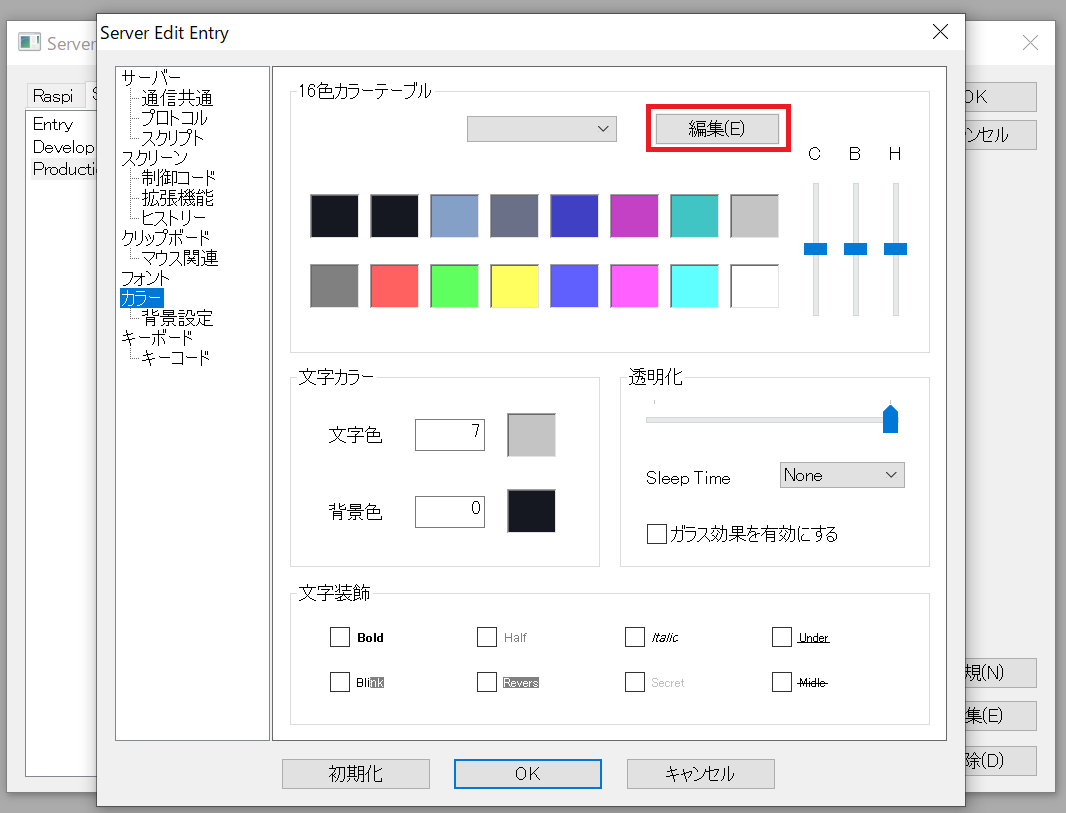 Server Edit Entry
Server
Raspi
Entry
Develop
Producti
サーバー
通信共通
プロトコル
スクリプト
スクリーン
制御コード
拡張機能
ヒストリー
クリップボード
マウス関連
フォント
カラー
背景設定
キーボード
キーコード
16色カラーテーブル
編集(E)
C B H
文字カラー
文字色 7
背景色 0
透明化
Sleep Time None
ガラス効果を有効にする
文字装飾
Bold Half Italic Under
Blink Revers Secret Midle
初期化 OK キャンセル
OK
ンセル
規(N)
集(E)
除(D)